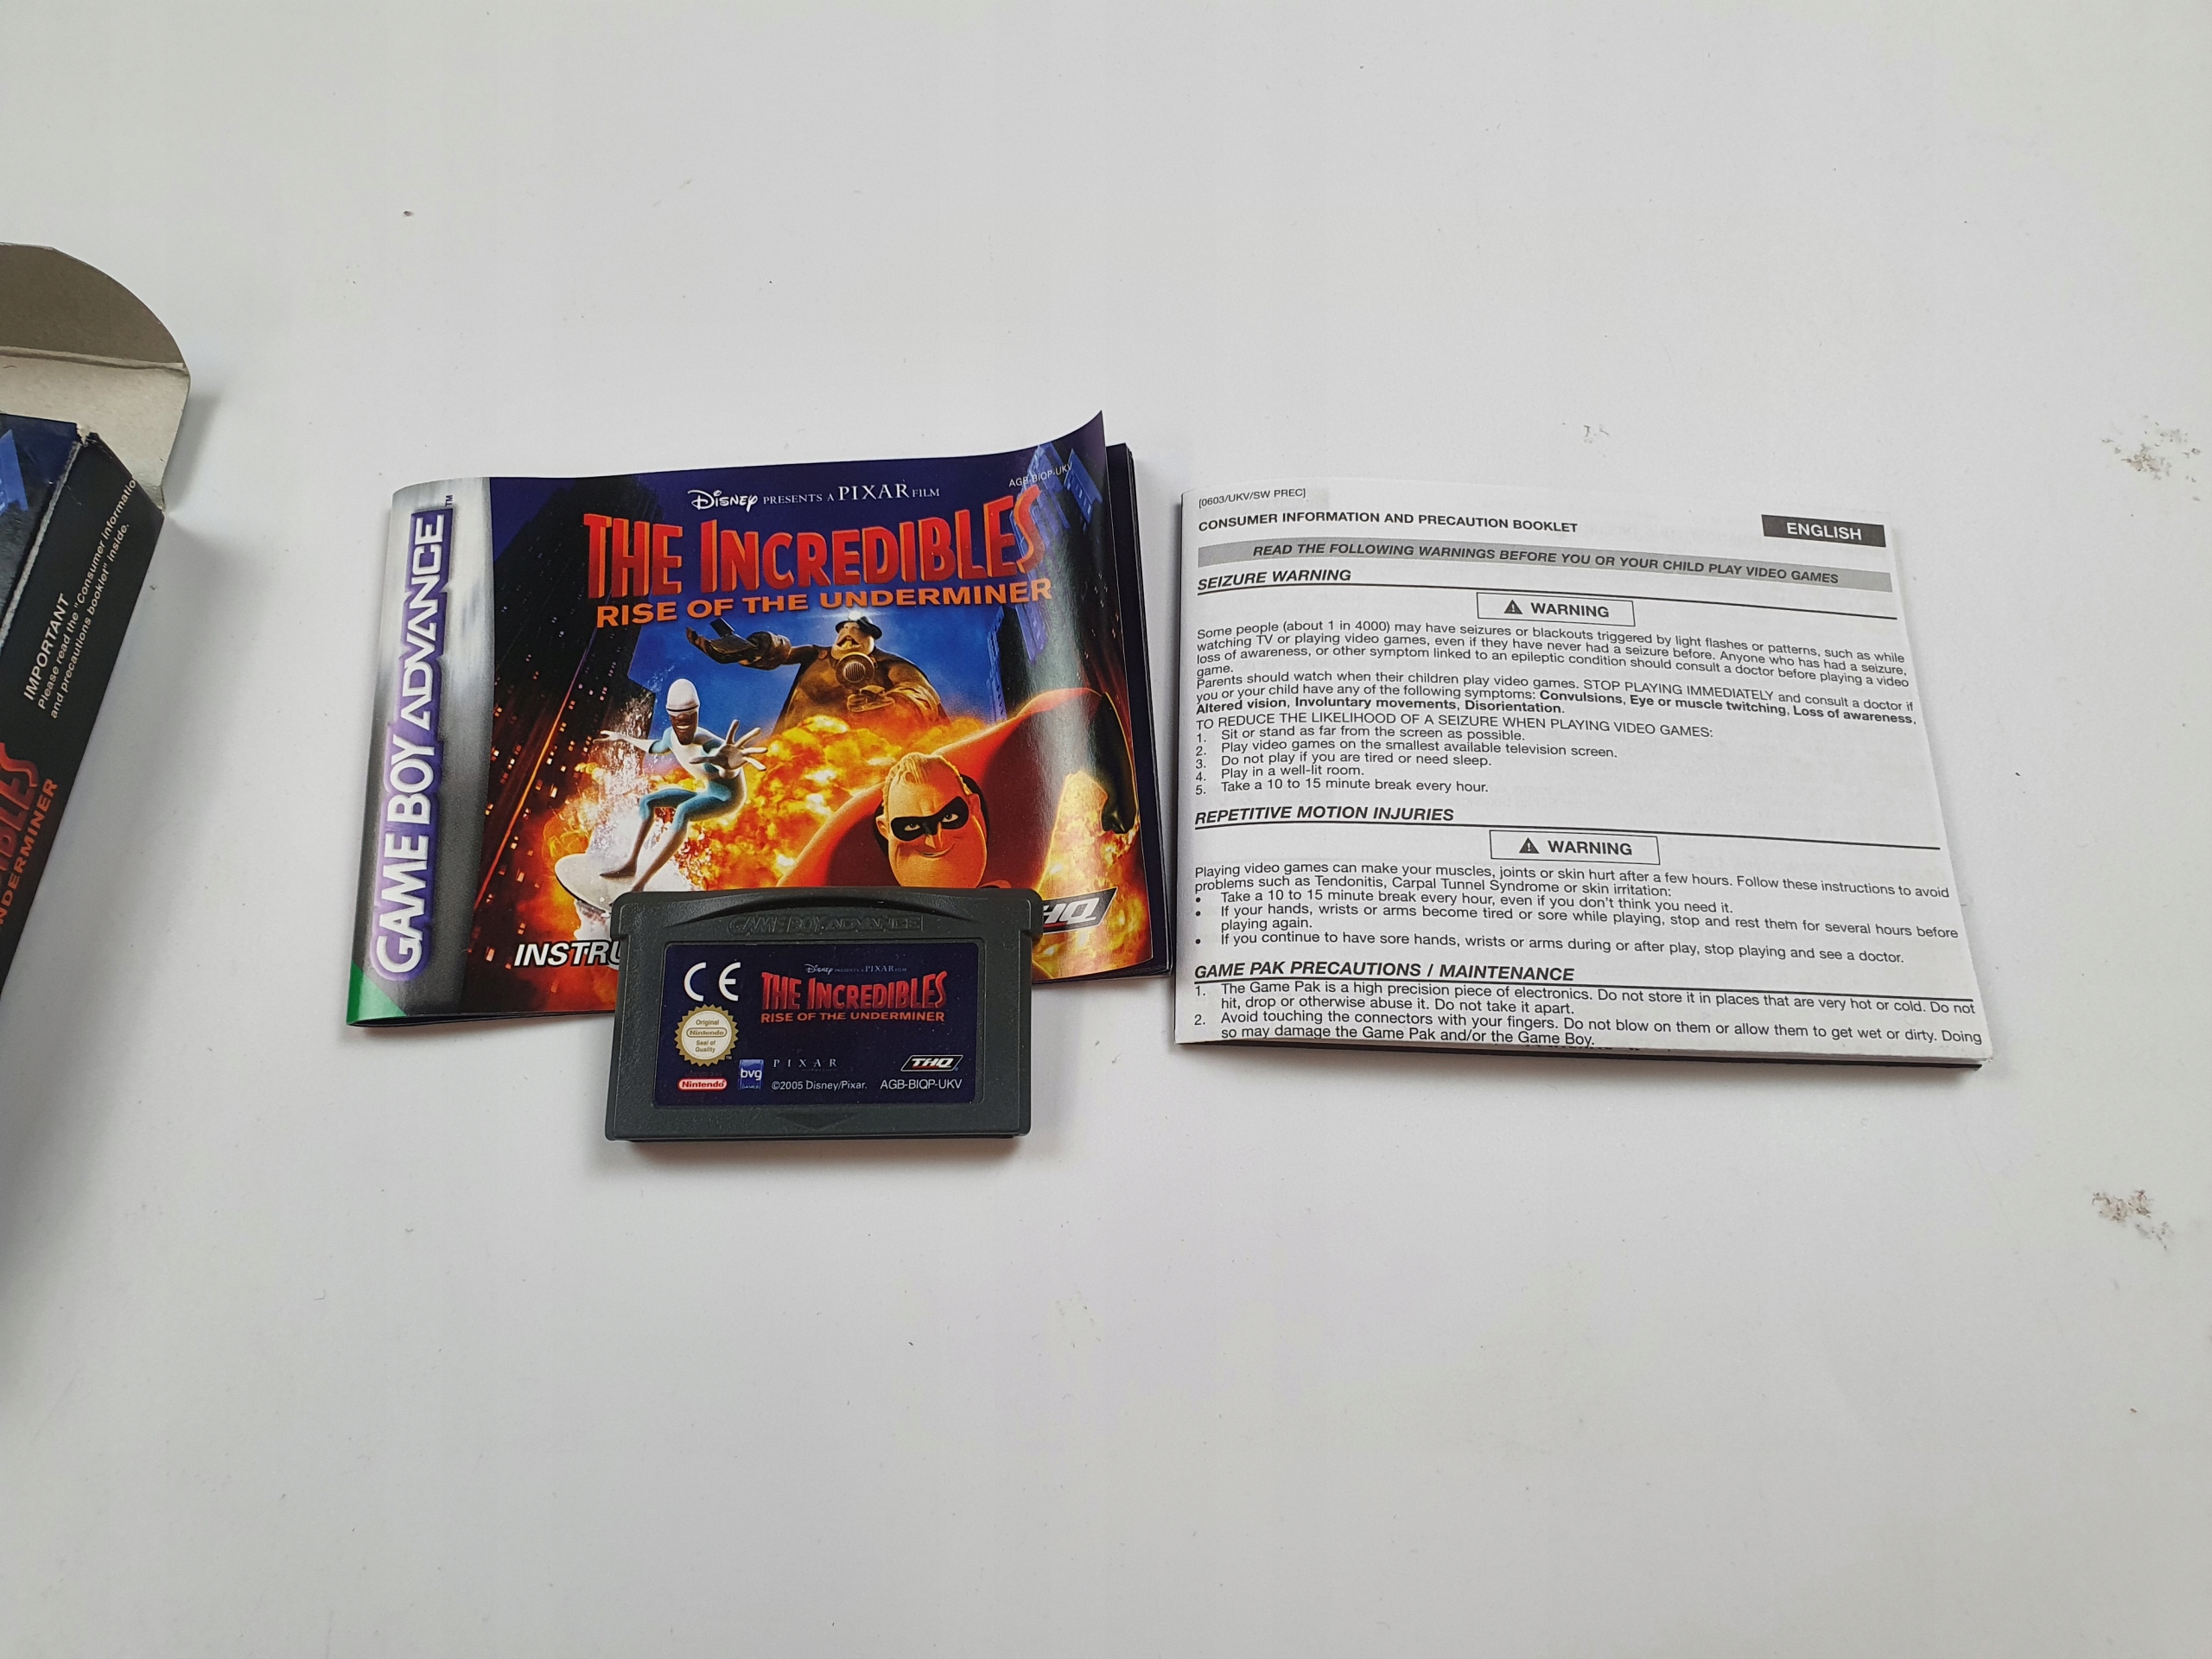 IMPORTANT
Please read the "Consumer informatio
and precautions booklet" inside.
NDERMINER
GAME BOY ADVANCE™
AGB-BIQP-UKV
Disney PRESENTS A PIXAR FILM
THE INCREDIBLES
RISE OF THE UNDERMINER
THQ
INSTRU
GAME BOY ADVANCE
CE
Disney PRESENTS A PIXAR FILM
THE INCREDIBLES
RISE OF THE UNDERMINER
Original
Nintendo
Seal of
Quality
PIXAR
THQ
Nintendo
bvg
©2005 Disney/Pixar. AGB-BIQP-UKV
[0603/UKV/SW PREC]
CONSUMER INFORMATION AND PRECAUTION BOOKLET
ENGLISH
READ THE FOLLOWING WARNINGS BEFORE YOU OR YOUR CHILD PLAY VIDEO GAMES
SEIZURE WARNING
WARNING
Some people (about 1 in 4000) may have seizures or blackouts triggered by light flashes or patterns, such as while
watching TV or playing video games, even if they have never had a seizure before. Anyone who has had a seizure,
loss of awareness, or other symptom linked to an epileptic condition should consult a doctor before playing a video
game.
Parents should watch when their children play video games. STOP PLAYING IMMEDIATELY and consult a doctor if
you or your child have any of the following symptoms: Convulsions, Eye or muscle twitching, Loss of awareness,
Altered vision, Involuntary movements, Disorientation.
TO REDUCE THE LIKELIHOOD OF A SEIZURE WHEN PLAYING VIDEO GAMES:
1. Sit or stand as far from the screen as possible.
2. Play video games on the smallest available television screen.
3. Do not play if you are tired or need sleep.
4. Play in a well-lit room.
5. Take a 10 to 15 minute break every hour.
REPETITIVE MOTION INJURIES
WARNING
Playing video games can make your muscles, joints or skin hurt after a few hours. Follow these instructions to avoid
problems such as Tendonitis, Carpal Tunnel Syndrome or skin irritation:
• Take a 10 to 15 minute break every hour, even if you don't think you need it.
• If your hands, wrists or arms become tired or sore while playing, stop and rest them for several hours before
playing again.
• If you continue to have sore hands, wrists or arms during or after play, stop playing and see a doctor.
GAME PAK PRECAUTIONS / MAINTENANCE
1. The Game Pak is a high precision piece of electronics. Do not store it in places that are very hot or cold. Do not
hit, drop or otherwise abuse it. Do not take it apart.
2. Avoid touching the connectors with your fingers. Do not blow on them or allow them to get wet or dirty. Doing
so may damage the Game Pak and/or the Game Boy.